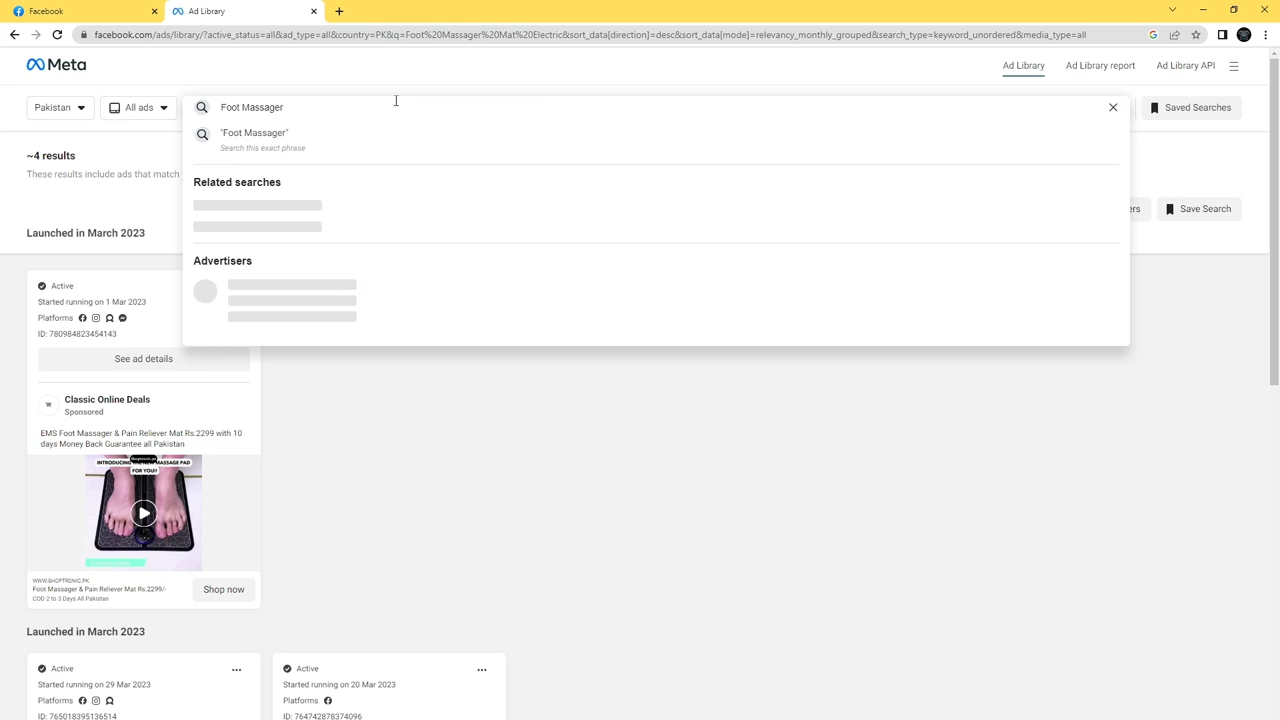 Facebook
Ad Library
facebook.com/ads/library/?active_status=all&ad_type=all&country=PK&q=Foot%20Massager%20Mat%20Electric&sort_data[direction]=desc&sort_data[mode]=relevancy_monthly_grouped&search_type=keyword_unordered&media_type=all
Meta
Ad Library
Ad Library report
Ad Library API
Pakistan
All ads
Foot Massager
Saved Searches
"Foot Massager"
Search this exact phrase
~4 results
These results include ads that match
Related searches
ers
Save Search
Launched in March 2023
Advertisers
Active
Started running on 1 Mar 2023
Platforms
ID: 780984823454143
See ad details
Classic Online Deals
Sponsored
EMS Foot Massager & Pain Reliever Mat Rs.2299 with 10
days Money Back Guarantee all Pakistan
INTRODUCING THE NEW MASSAGE PAD
FOR YOU!!
WWW.SHOPTRONIC.PK
Foot Massager & Pain Reliever Mat Rs.2299/-
COD 2 to 3 Days All Pakistan
Shop now
Launched in March 2023
Active
Started running on 29 Mar 2023
Platforms
ID: 765018395136514
Active
Started running on 20 Mar 2023
Platforms
ID: 764742878374096